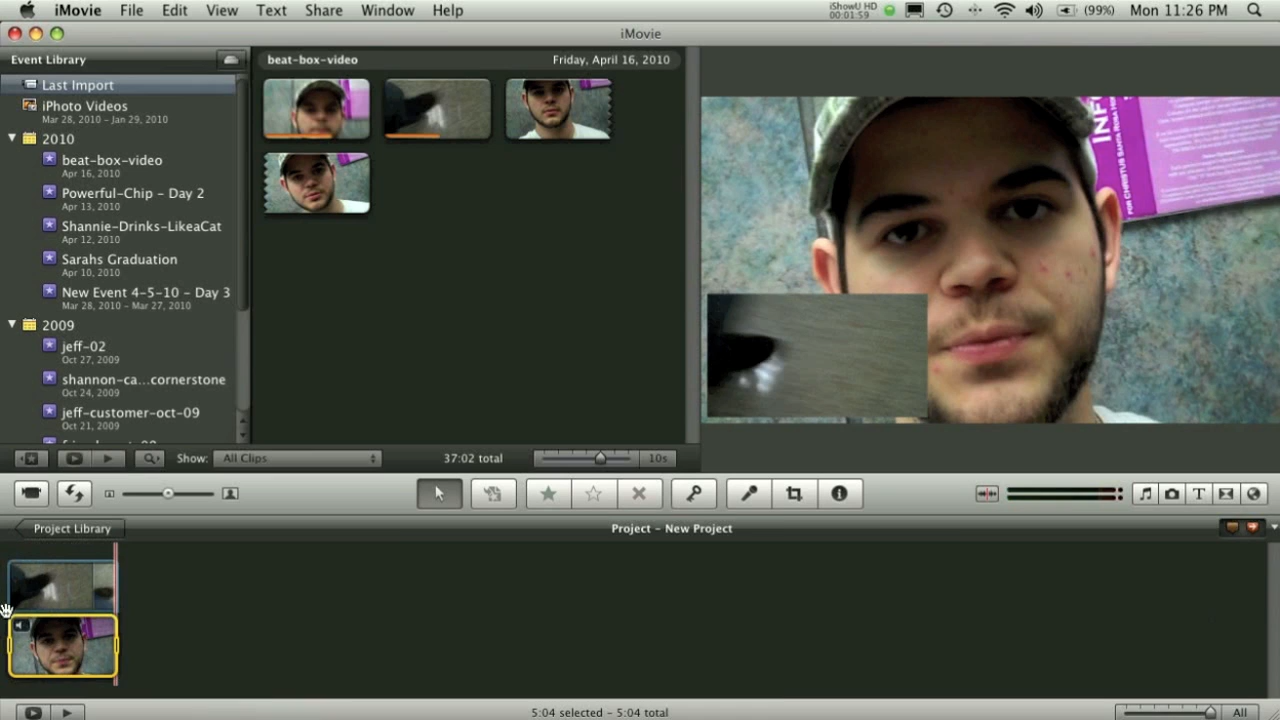 iMovie File Edit View Text Share Window Help iShowU HD 00:01:59 (99%) Mon 11:26 PM
iMovie
Event Library
beat-box-video Friday, April 16, 2010
Last Import
iPhoto Videos
Mar 28, 2010 – Jan 29, 2010
2010
beat-box-video
Apr 16, 2010
Powerful-Chip – Day 2
Apr 13, 2010
Shannie-Drinks-LikeaCat
Apr 12, 2010
Sarahs Graduation
Apr 10, 2010
New Event 4-5-10 – Day 3
Mar 28, 2010 – Mar 27, 2010
2009
jeff-02
Oct 27, 2009
shannon-ca...cornerstone
Oct 24, 2009
jeff-customer-oct-09
Oct 21, 2009
INF
FOR CHRISTUS SANTA ROSA
Show: All Clips 37:02 total 10s
Project Library
Project – New Project
5:04 selected – 5:04 total All